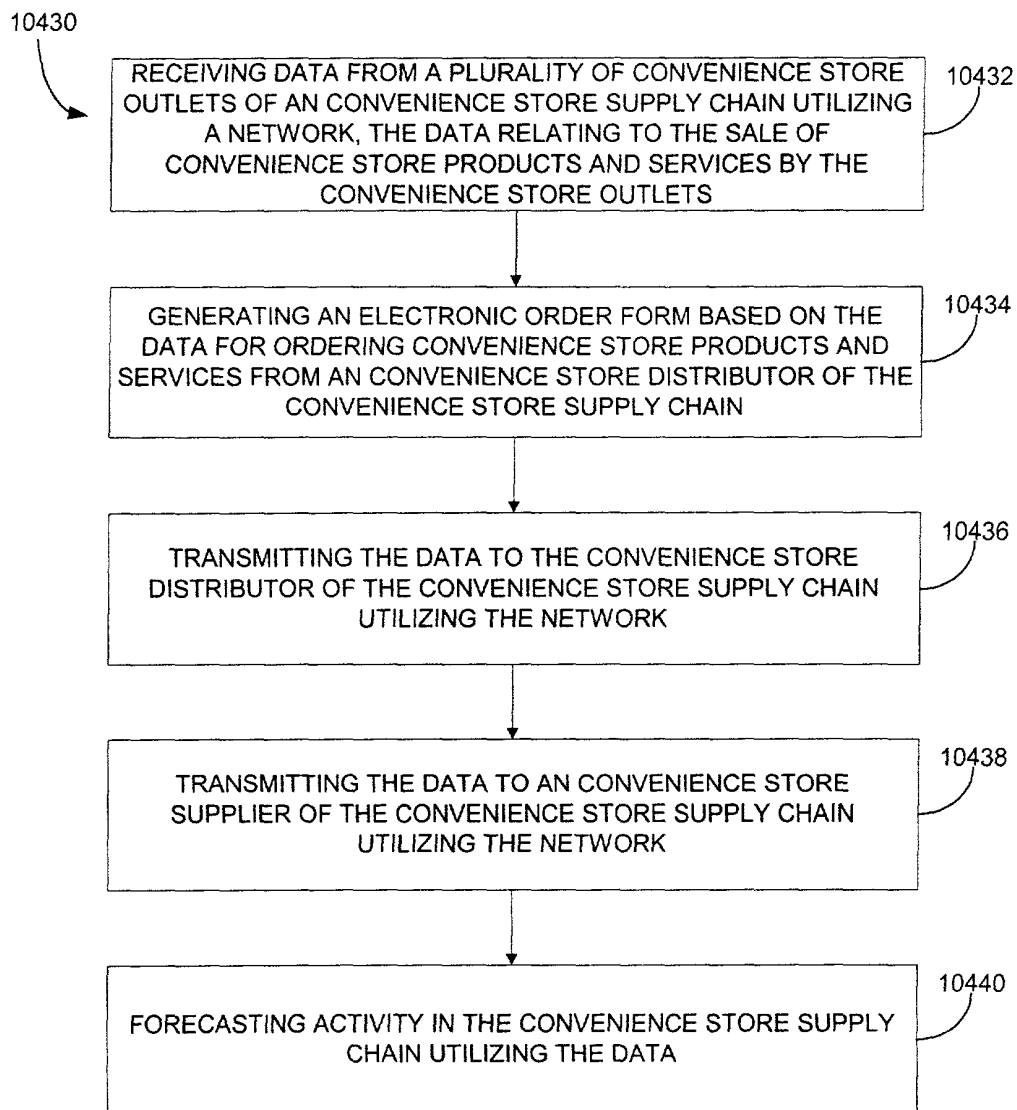 10430
RECEIVING DATA FROM A PLURALITY OF CONVENIENCE STORE
OUTLETS OF AN CONVENIENCE STORE SUPPLY CHAIN UTILIZING
A NETWORK, THE DATA RELATING TO THE SALE OF
CONVENIENCE STORE PRODUCTS AND SERVICES BY THE
CONVENIENCE STORE OUTLETS
10432
GENERATING AN ELECTRONIC ORDER FORM BASED ON THE
DATA FOR ORDERING CONVENIENCE STORE PRODUCTS AND
SERVICES FROM AN CONVENIENCE STORE DISTRIBUTOR OF THE
CONVENIENCE STORE SUPPLY CHAIN
10434
TRANSMITTING THE DATA TO THE CONVENIENCE STORE
DISTRIBUTOR OF THE CONVENIENCE STORE SUPPLY CHAIN
UTILIZING THE NETWORK
10436
TRANSMITTING THE DATA TO AN CONVENIENCE STORE
SUPPLIER OF THE CONVENIENCE STORE SUPPLY CHAIN
UTILIZING THE NETWORK
10438
FORECASTING ACTIVITY IN THE CONVENIENCE STORE SUPPLY
CHAIN UTILIZING THE DATA
10440